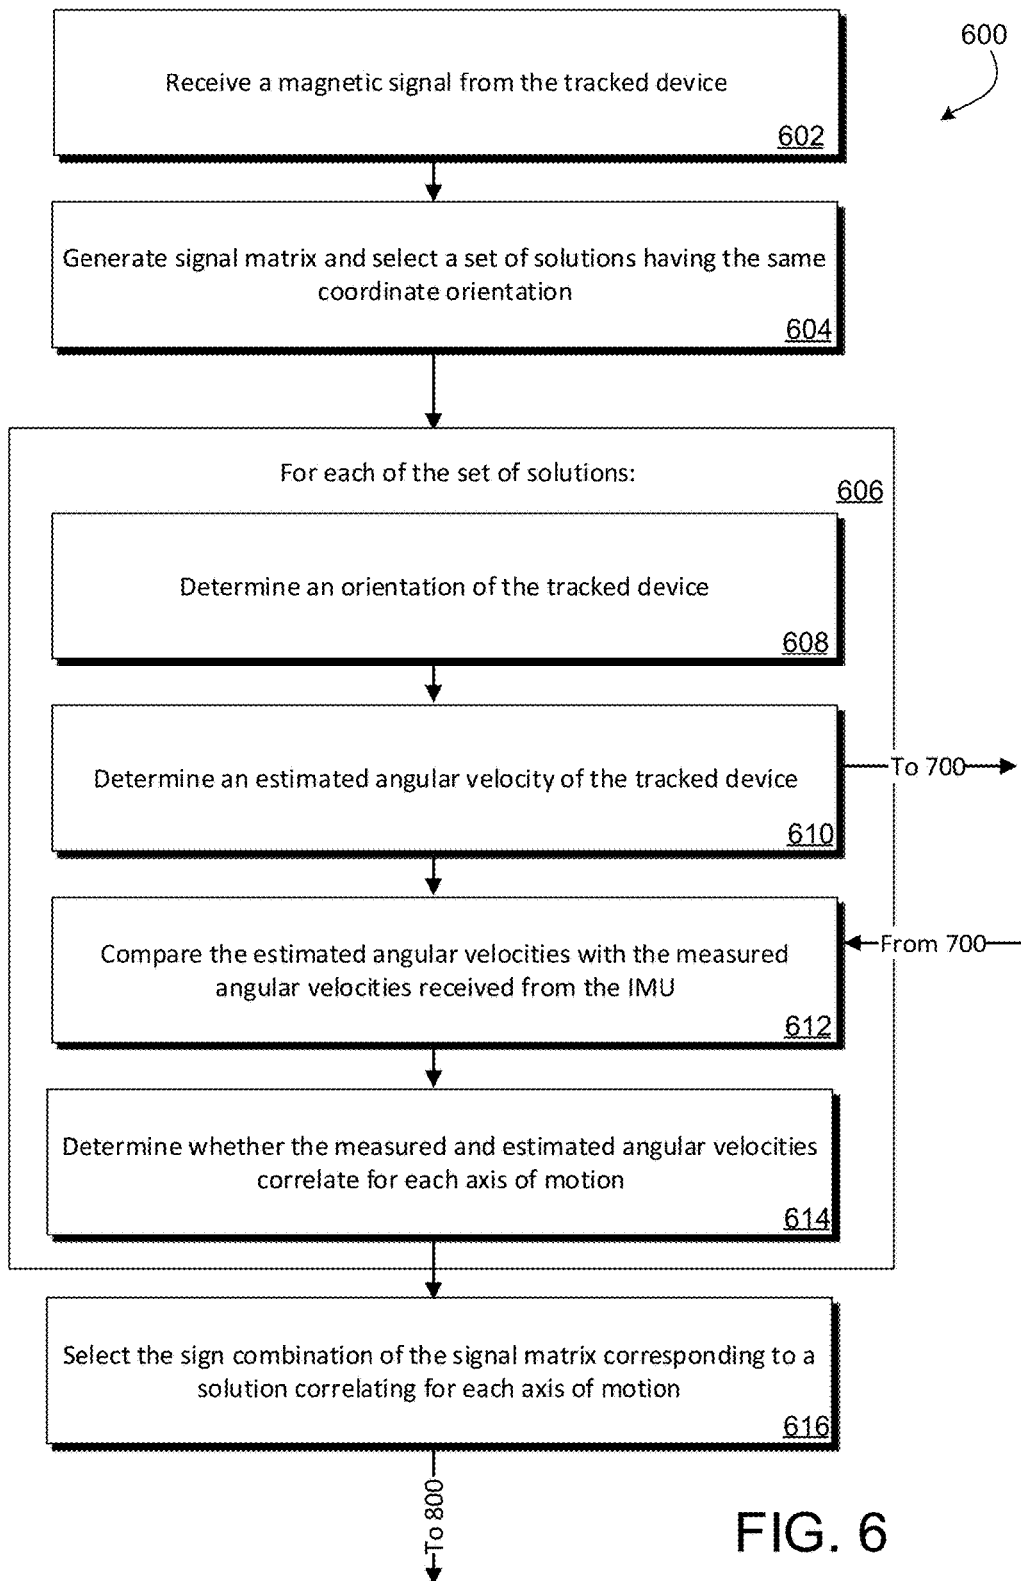 600
Receive a magnetic signal from the tracked device
602
Generate signal matrix and select a set of solutions having the same
coordinate orientation
604
For each of the set of solutions:
606
Determine an orientation of the tracked device
608
Determine an estimated angular velocity of the tracked device
610
To 700
Compare the estimated angular velocities with the measured
angular velocities received from the IMU
612
From 700
Determine whether the measured and estimated angular velocities
correlate for each axis of motion
614
Select the sign combination of the signal matrix corresponding to a
solution correlating for each axis of motion
616
To 800
FIG. 6